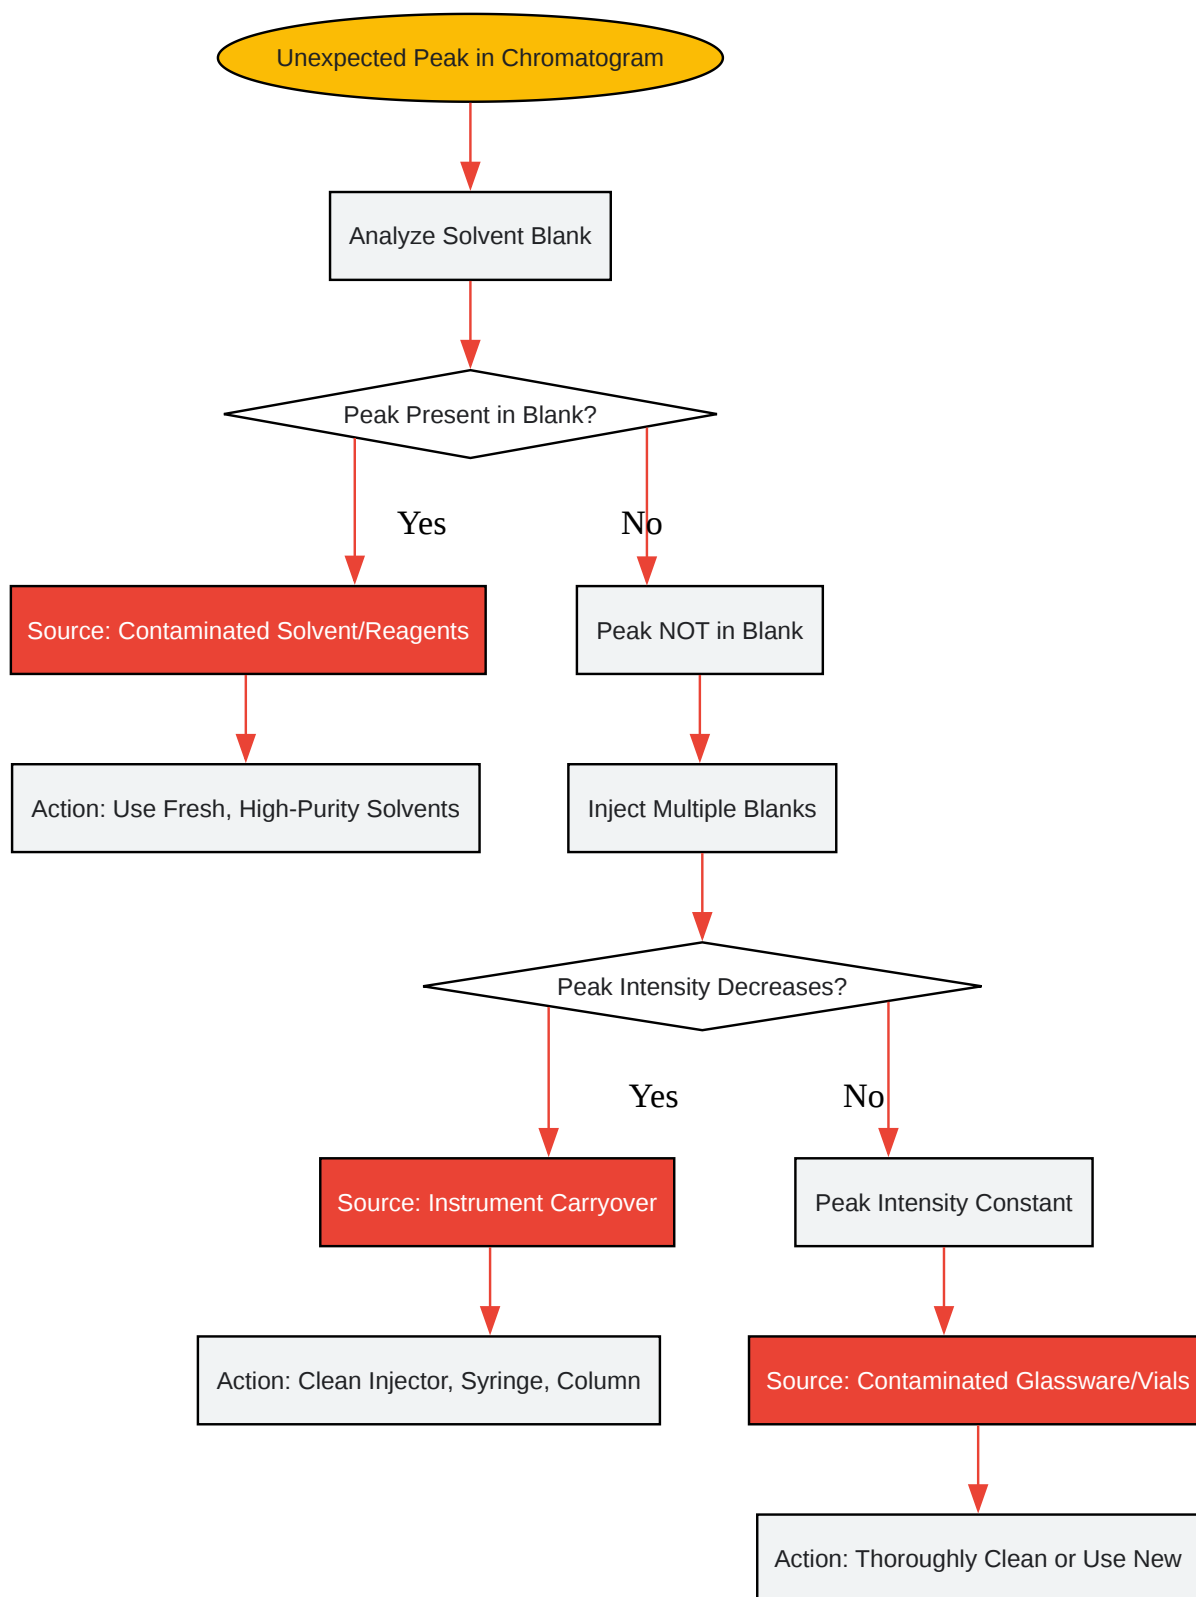 Unexpected Peak in Chromatogram
Analyze Solvent Blank
Peak Present in Blank?
Yes
No
Source: Contaminated Solvent/Reagents
Peak NOT in Blank
Action: Use Fresh, High-Purity Solvents
Inject Multiple Blanks
Peak Intensity Decreases?
Yes
No
Source: Instrument Carryover
Peak Intensity Constant
Action: Clean Injector, Syringe, Column
Source: Contaminated Glassware/Vials
Action: Thoroughly Clean or Use New